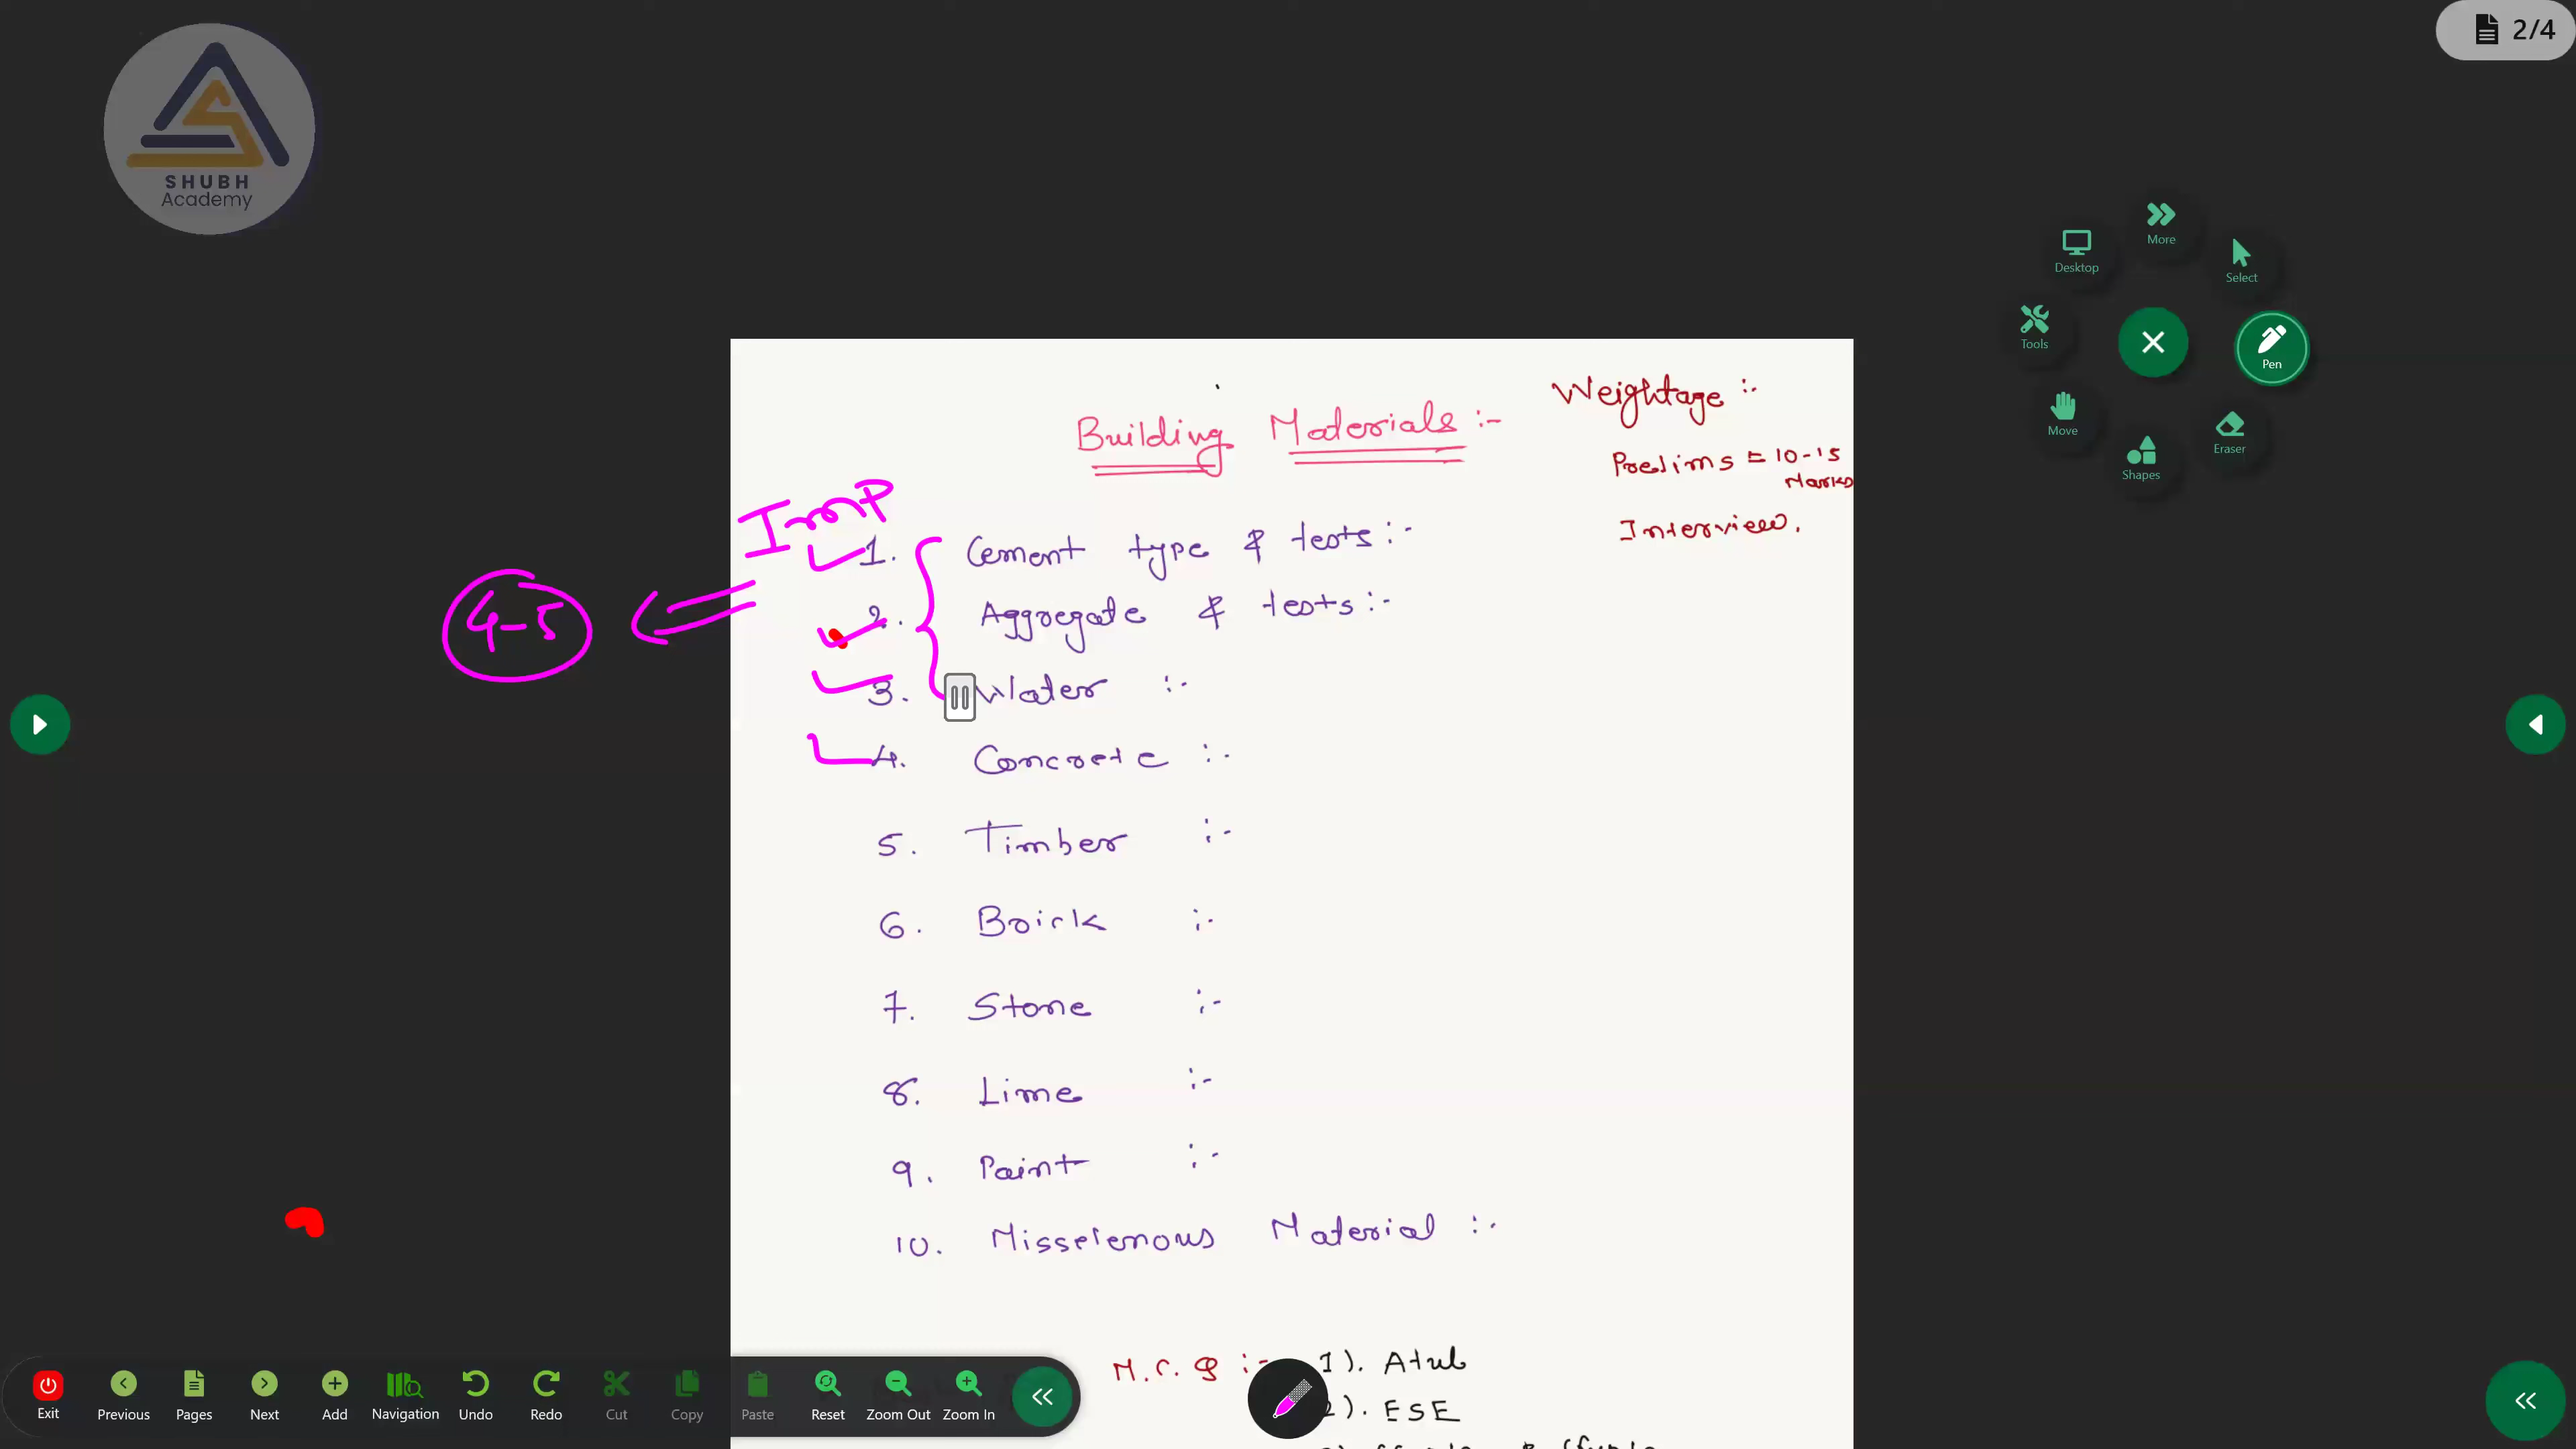 SHUBH
Academy
2/4
More
Desktop
Select
Tools
Pen
Move
Eraser
Shapes
Building Materials :-
Weightage :-
Prelims = 10-15
Marks
Interview.
Imp
4-5
1. Cement type & tests :-
2. Aggregate & tests :-
3. Water :-
4. Concrete :-
5. Timber :-
6. Brick :-
7. Stone :-
8. Lime :-
9. Paint :-
10. Misselenous Material :-
M.C.Q :- 1). Atul
2). ESE
Exit
Previous
Pages
Next
Add
Navigation
Undo
Redo
Cut
Copy
Paste
Reset
Zoom Out
Zoom In